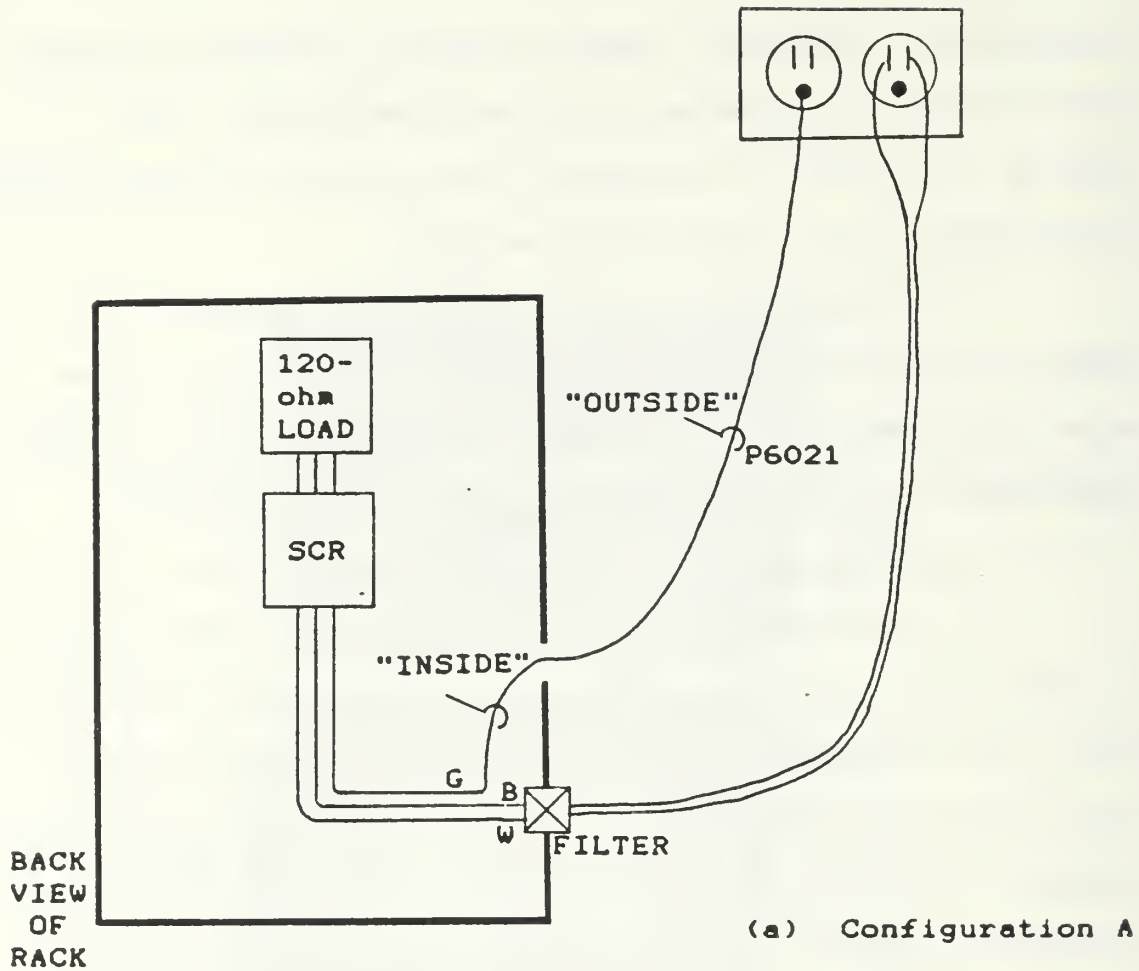 120-
ohm
LOAD
"OUTSIDE"
P6021
SCR
"INSIDE"
G
B
W
FILTER
BACK
VIEW
OF
RACK
(a) Configuration A